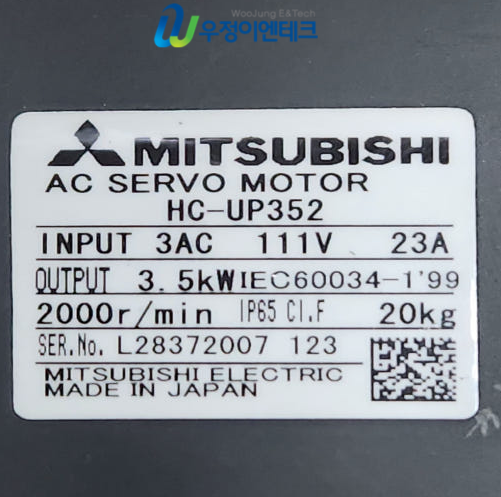 WooJung E&Tech
우정이엔테크
MITSUBISHI
AC SERVO MOTOR
HC-UP352
INPUT 3AC 111V 23A
OUTPUT 3.5kW IEC60034-1'99
2000r/min IP65 CI.F 20kg
SER.No. L28372007 123
MITSUBISHI ELECTRIC
MADE IN JAPAN